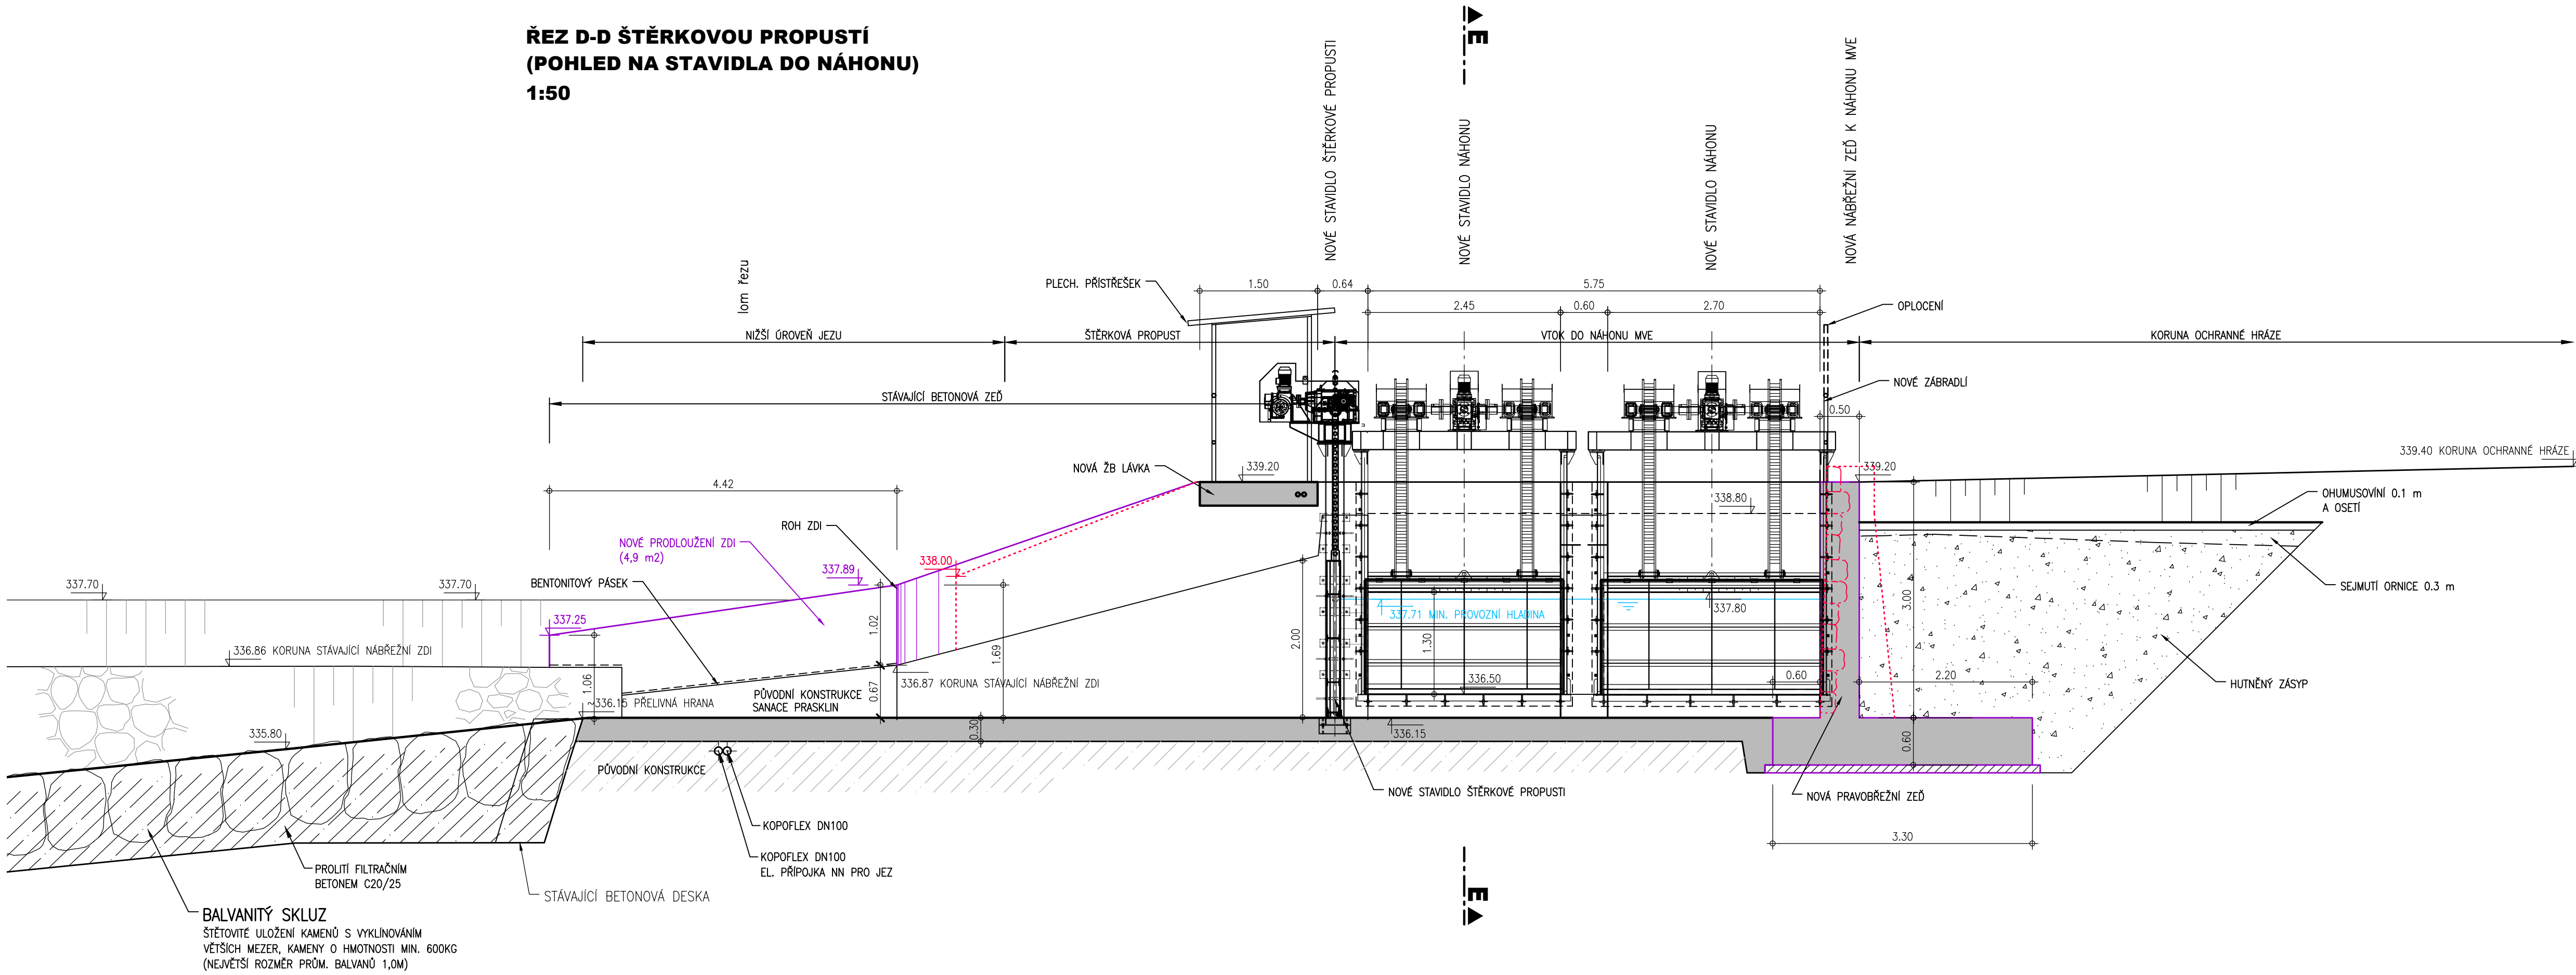 ŘEZ D-D ŠTĚRKOVOU PROPUSTÍ
(POHLED NA STAVIDLA DO NÁHONU)
1:50
E
NOVÉ STAVIDLO ŠTĚRKOVÉ PROPUSTI
NOVÉ STAVIDLO NÁHONU
NOVÉ STAVIDLO NÁHONU
NOVÁ NÁBŘEŽNÍ ZEĎ K NÁHONU MVE
lom řezu
PLECH. PŘÍSTŘEŠEK
1.50
0.64
5.75
2.45
0.60
2.70
OPLOCENÍ
NIŽŠÍ ÚROVEŇ JEZU
ŠTĚRKOVÁ PROPUST
VTOK DO NÁHONU MVE
KORUNA OCHRANNÉ HRÁZE
NOVÉ ZÁBRADLÍ
STÁVAJÍCÍ BETONOVÁ ZEĎ
0.50
339.40 KORUNA OCHRANNÉ HRÁZE
NOVÁ ŽB LÁVKA
339.20
339.20
4.42
OHUMUSOVÍNÍ 0.1 m
A OSETÍ
338.80
ROH ZDI
NOVÉ PRODLOUŽENÍ ZDI
(4,9 m2)
338.00
337.89
BENTONITOVÝ PÁSEK
337.70
337.70
SEJMUTÍ ORNICE 0.3 m
3.00
337.80
337.71 MIN. PROVOZNÍ HLADINA
337.25
1.02
1.69
2.00
1.30
336.86 KORUNA STÁVAJÍCÍ NÁBŘEŽNÍ ZDI
336.87 KORUNA STÁVAJÍCÍ NÁBŘEŽNÍ ZDI
336.50
0.60
2.20
HUTNĚNÝ ZÁSYP
1.06
0.67
PŮVODNÍ KONSTRUKCE
SANACE PRASKLIN
~336.15 PŘELIVNÁ HRANA
335.80
0.30
336.15
0.60
PŮVODNÍ KONSTRUKCE
NOVÉ STAVIDLO ŠTĚRKOVÉ PROPUSTI
NOVÁ PRAVOBŘEŽNÍ ZEĎ
KOPOFLEX DN100
3.30
KOPOFLEX DN100
EL. PŘÍPOJKA NN PRO JEZ
PROLITÍ FILTRAČNÍM
BETONEM C20/25
STÁVAJÍCÍ BETONOVÁ DESKA
E
BALVANITÝ SKLUZ
ŠTĚTOVITÉ ULOŽENÍ KAMENŮ S VYKLÍNOVÁNÍM
VĚTŠÍCH MEZER, KAMENY O HMOTNOSTI MIN. 600KG
(NEJVĚTŠÍ ROZMĚR PRŮM. BALVANŮ 1,0M)